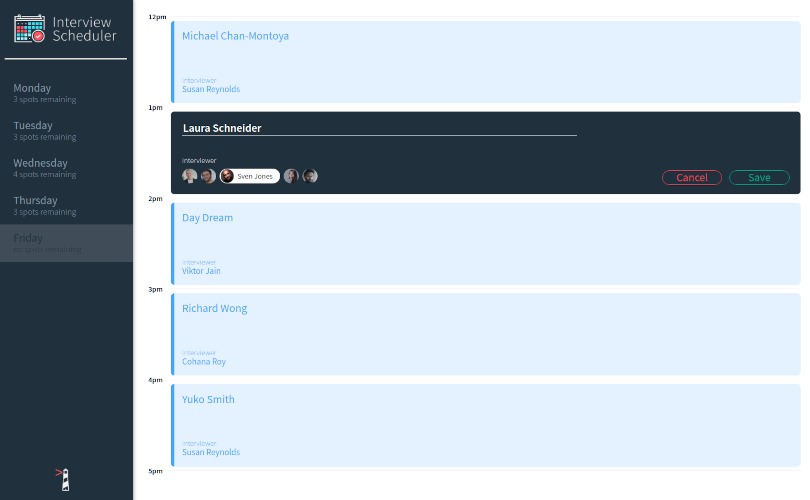 Interview
Scheduler
Monday
3 spots remaining
Tuesday
3 spots remaining
Wednesday
4 spots remaining
Thursday
3 spots remaining
Friday
no spots remaining
12pm
Michael Chan-Montoya
Interviewer
Susan Reynolds
1pm
Laura Schneider
Interviewer
Sven Jones
Cancel
Save
2pm
Day Dream
Interviewer
Viktor Jain
3pm
Richard Wong
Interviewer
Cohana Roy
4pm
Yuko Smith
Interviewer
Susan Reynolds
5pm